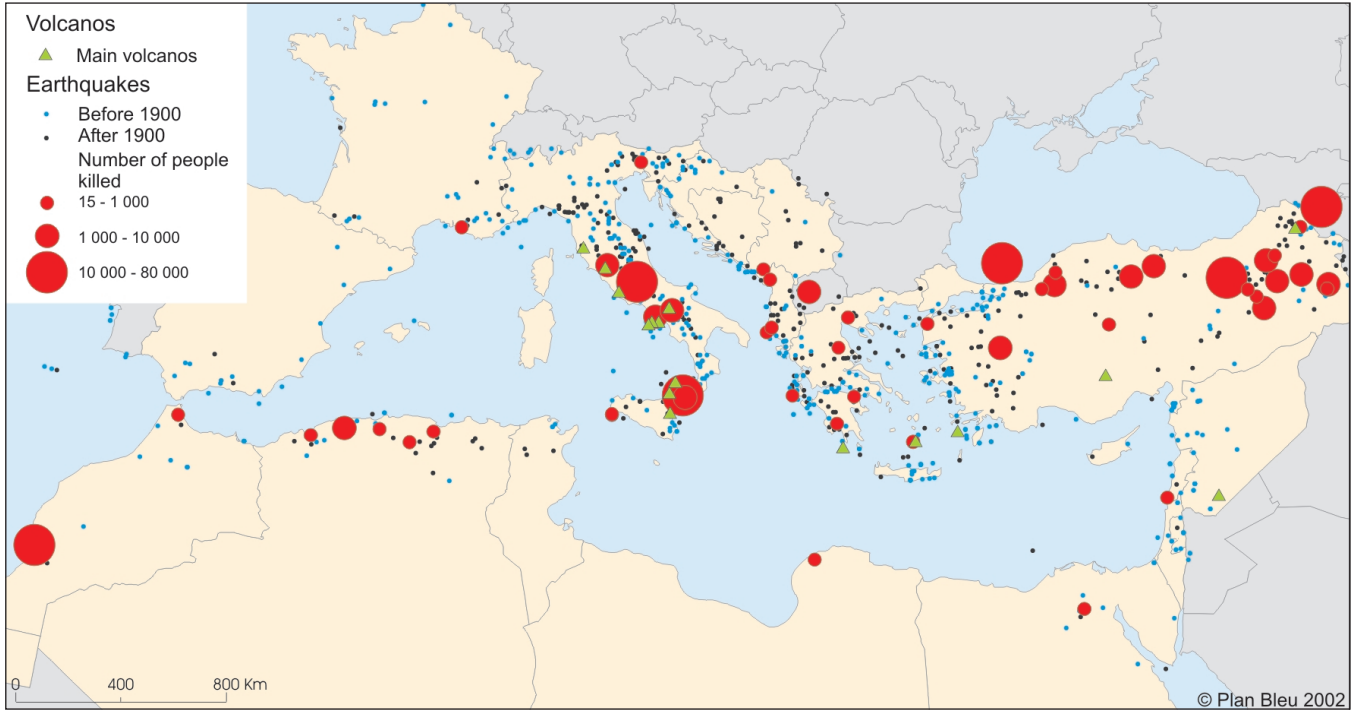 Volcanos
Main volcanos
Earthquakes
Before 1900
After 1900
Number of people
killed
15 - 1 000
1 000 - 10 000
10 000 - 80 000
0 400 800 Km
© Plan Bleu 2002